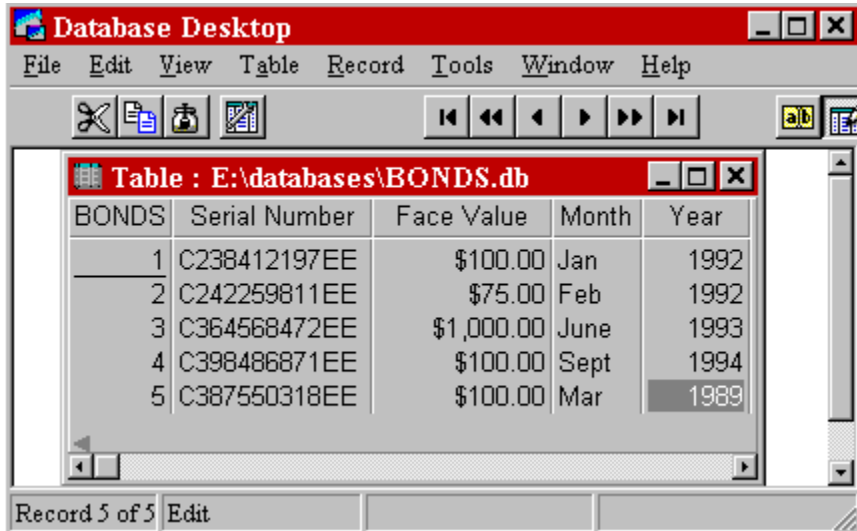 Database Desktop
File Edit View Table Record Tools Window Help
ab
Table : E:\databases\BONDS.db
BONDS Serial Number Face Value Month Year
1 C238412197EE $100.00 Jan 1992
2 C242259811EE $75.00 Feb 1992
3 C364568472EE $1,000.00 June 1993
4 C398486871EE $100.00 Sept 1994
5 C387550318EE $100.00 Mar 1989
Record 5 of 5 Edit